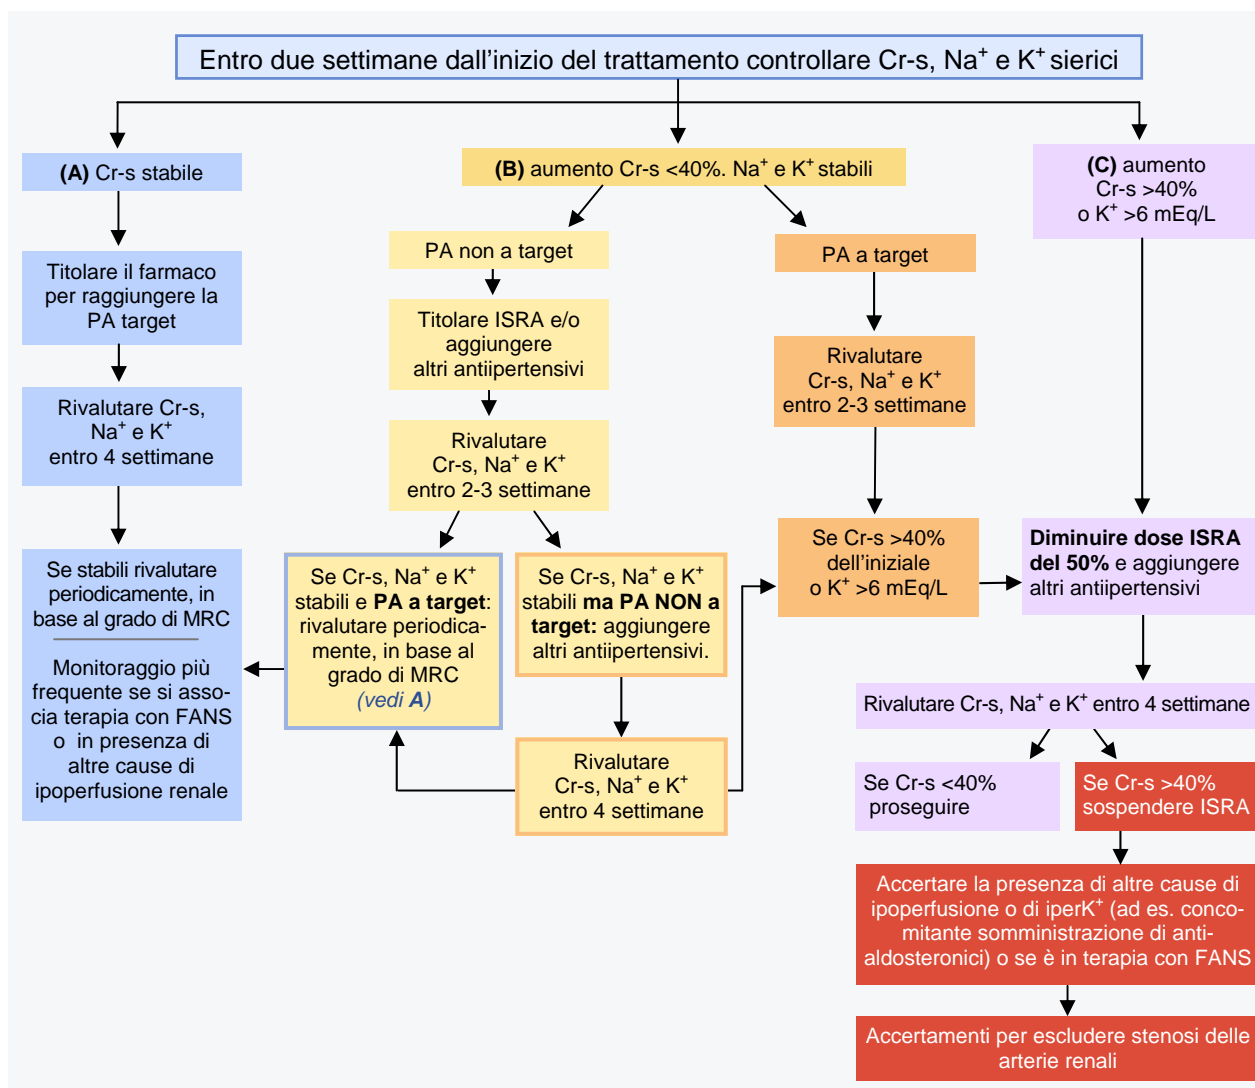 Entro due settimane dall'inizio del trattamento controllare Cr-s, Na⁺ e K⁺ sierici
(A) Cr-s stabile
Titolare il farmaco
per raggiungere la
PA target
Rivalutare Cr-s,
Na⁺ e K⁺
entro 4 settimane
Se stabili rivalutare
periodicamente, in
base al grado di MRC
Monitoraggio più
frequente se si asso-
cia terapia con FANS
o in presenza di
altre cause di
ipoperfusione renale
(B) aumento Cr-s <40%. Na⁺ e K⁺ stabili
PA non a target
Titolare ISRA e/o
aggiungere
altri antiipertensivi
Rivalutare
Cr-s, Na⁺ e K⁺
entro 2-3 settimane
Se Cr-s, Na⁺ e K⁺
stabili e PA a target:
rivalutare periodica-
mente, in base al
grado di MRC
(vedi A)
Se Cr-s, Na⁺ e K⁺
stabili ma PA NON a
target: aggiungere
altri antiipertensivi.
Rivalutare
Cr-s, Na⁺ e K⁺
entro 4 settimane
PA a target
Rivalutare
Cr-s, Na⁺ e K⁺
entro 2-3 settimane
Se Cr-s >40%
dell'iniziale
o K⁺ >6 mEq/L
(C) aumento
Cr-s >40%
o K⁺ >6 mEq/L
Diminuire dose ISRA
del 50% e aggiungere
altri antiipertensivi
Rivalutare Cr-s, Na⁺ e K⁺ entro 4 settimane
Se Cr-s <40%
proseguire
Se Cr-s >40%
sospendere ISRA
Accertare la presenza di altre cause di
ipoperfusione o di iperK⁺ (ad es. conco-
mitante somministrazione di anti-
aldosteronici) o se è in terapia con FANS
Accertamenti per escludere stenosi delle
arterie renali